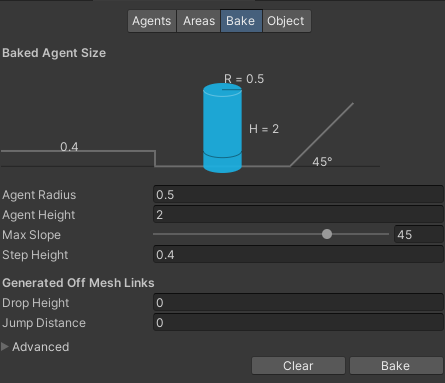 Agents Areas Bake Object
Baked Agent Size
R = 0.5
H = 2
0.4
45°
Agent Radius 0.5
Agent Height 2
Max Slope 45
Step Height 0.4
Generated Off Mesh Links
Drop Height 0
Jump Distance 0
Advanced
Clear Bake